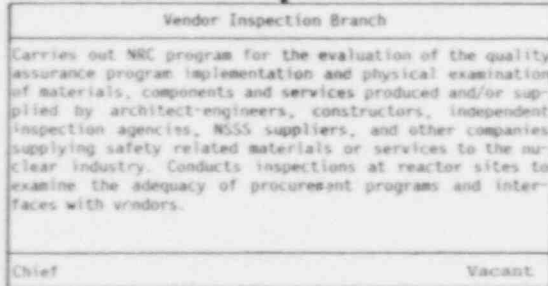 Vendor Inspection Branch
Carries out NRC program for the evaluation of the quality
assurance program implementation and physical examination
of materials, components and services produced and/or sup-
plied by architect-engineers, constructors, independent
inspection agencies, NSSS suppliers, and other companies
supplying safety related materials or services to the nu-
clear industry. Conducts inspections at reactor sites to
examine the adequacy of procurement programs and inter-
faces with vendors.
Chief Vacant